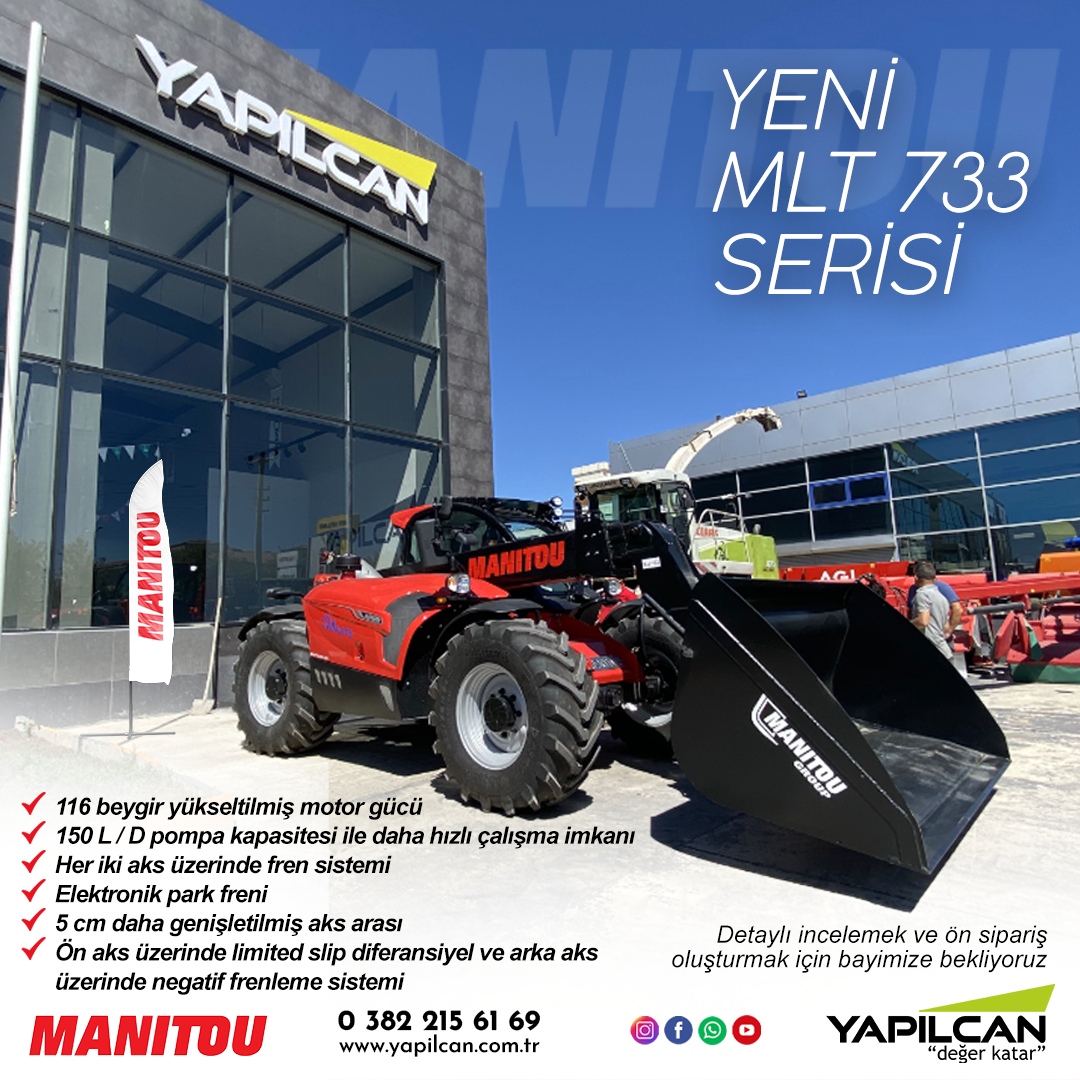 MANITOU
YAPILCAN
YENİ
MLT 733
SERİSİ
MANITOU
MANITOU
CLAAS
AGI
MANITOU
GROUP
116 beygir yükseltilmiş motor gücü
150 L / D pompa kapasitesi ile daha hızlı çalışma imkanı
Her iki aks üzerinde fren sistemi
Elektronik park freni
5 cm daha genişletilmiş aks arası
Ön aks üzerinde limited slip diferansiyel ve arka aks
üzerinde negatif frenleme sistemi
Detaylı incelemek ve ön sipariş
oluşturmak için bayimize bekliyoruz
MANITOU
0 382 215 61 69
www.yapilcan.com.tr
YAPILCAN
“değer katar”